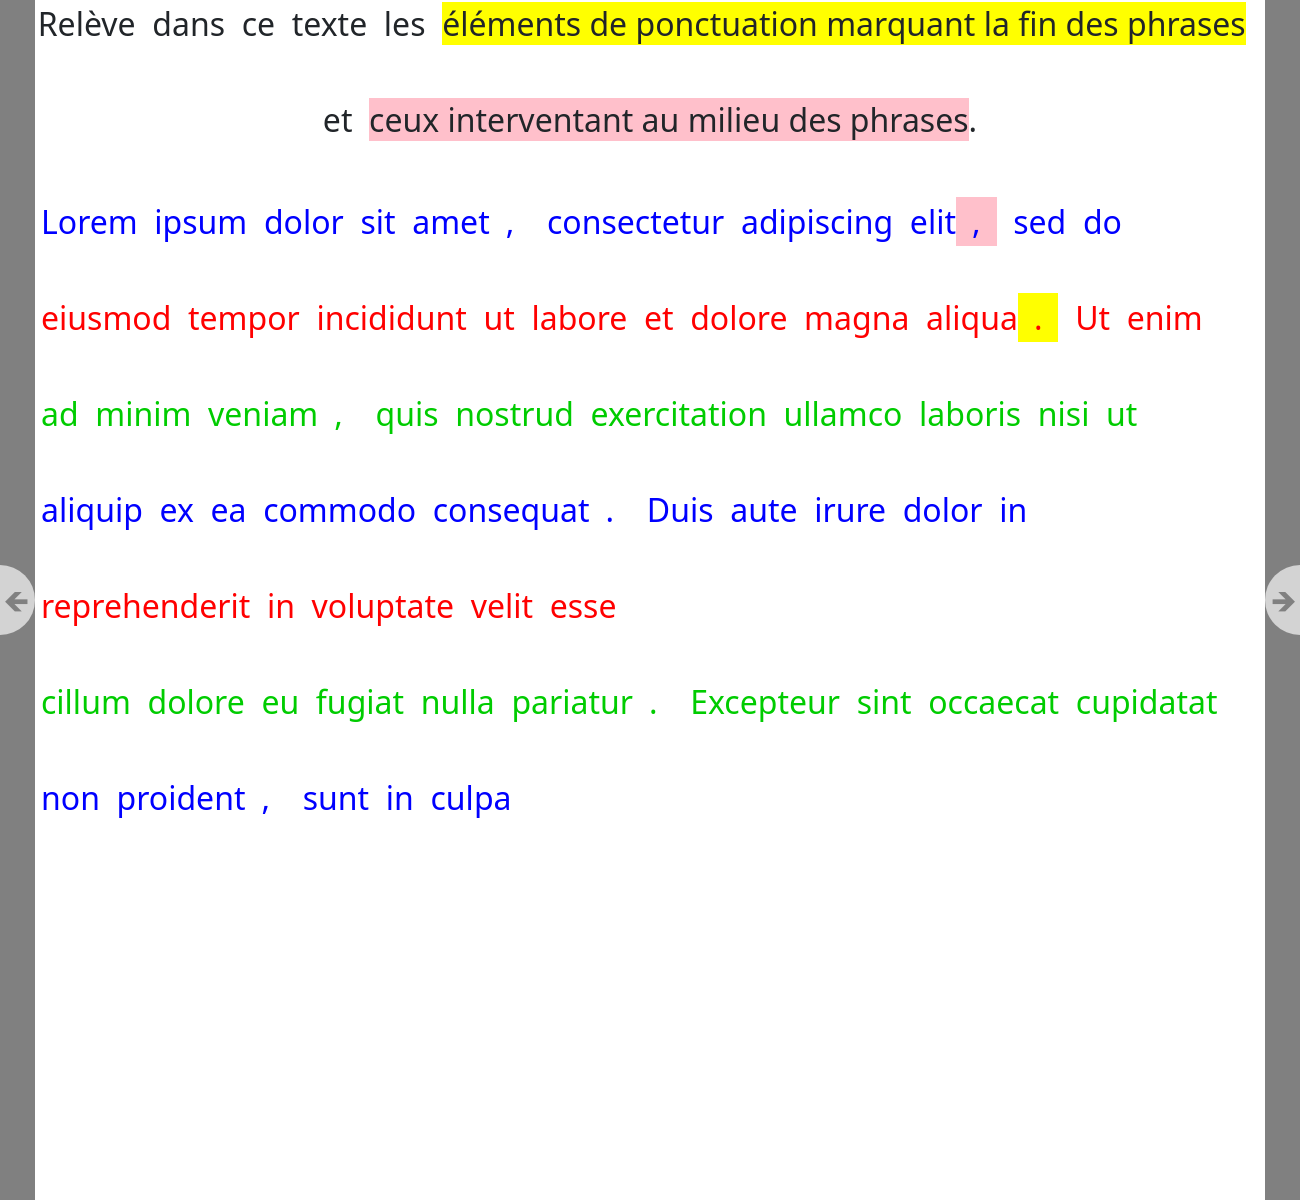 Relève dans ce texte les éléments de ponctuation marquant la fin des phrases
et ceux interventant au milieu des phrases.
Lorem ipsum dolor sit amet , consectetur adipiscing elit , sed do
eiusmod tempor incididunt ut labore et dolore magna aliqua . Ut enim
ad minim veniam , quis nostrud exercitation ullamco laboris nisi ut
aliquip ex ea commodo consequat . Duis aute irure dolor in
reprehenderit in voluptate velit esse
cillum dolore eu fugiat nulla pariatur . Excepteur sint occaecat cupidatat
non proident , sunt in culpa